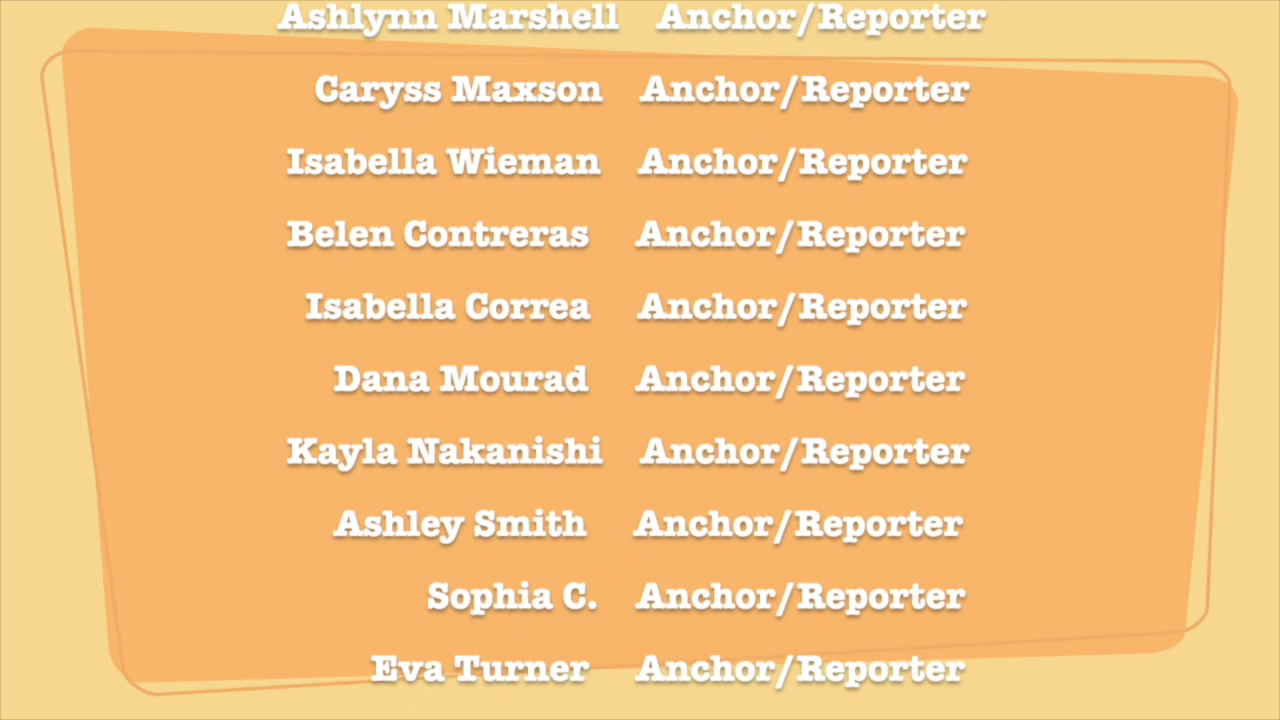 Ashlynn Marshell Anchor/Reporter
Caryss Maxson Anchor/Reporter
Isabella Wieman Anchor/Reporter
Belen Contreras Anchor/Reporter
Isabella Correa Anchor/Reporter
Dana Mourad Anchor/Reporter
Kayla Nakanishi Anchor/Reporter
Ashley Smith Anchor/Reporter
Sophia C. Anchor/Reporter
Eva Turner Anchor/Reporter